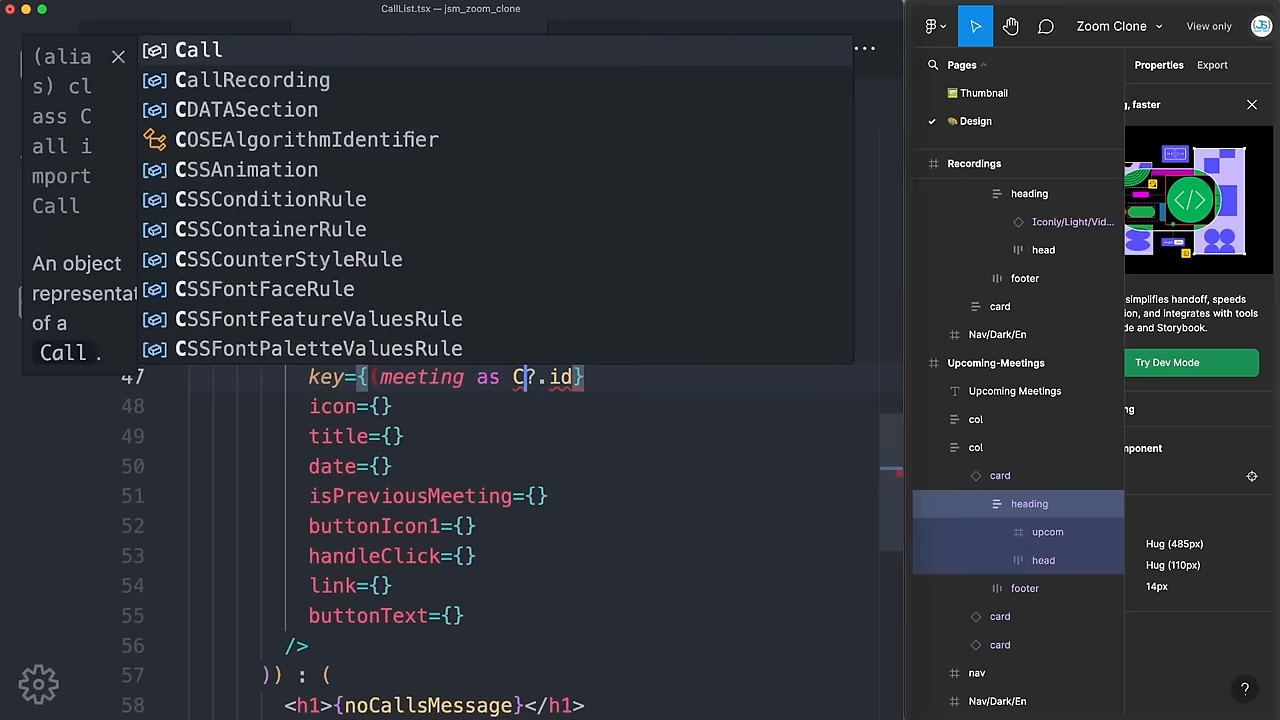 CallList.tsx — jsm_zoom_clone
(alia
s) cl
ass C
all i
mport
Call
An object
representat
of a
Call .
Call
CallRecording
CDATASection
COSEAlgorithmIdentifier
CSSAnimation
CSSConditionRule
CSSContainerRule
CSSCounterStyleRule
CSSFontFaceRule
CSSFontFeatureValuesRule
CSSFontPaletteValuesRule
47 key={(meeting as C?.id}
48 icon={}
49 title={}
50 date={}
51 isPreviousMeeting={}
52 buttonIcon1={}
53 handleClick={}
54 link={}
55 buttonText={}
56 />
57 )) : (
58 <h1>{noCallsMessage}</h1>
Zoom Clone
View only
Pages
Thumbnail
Design
Recordings
heading
Iconly/Light/Vid...
head
footer
card
Nav/Dark/En
Upcoming-Meetings
Upcoming Meetings
col
col
card
heading
upcom
head
footer
card
card
nav
Nav/Dark/En
Properties Export
g, faster
simplifies handoff, speeds
ion, and integrates with tools
de and Storybook.
Try Dev Mode
ng
mponent
Hug (485px)
Hug (110px)
14px
?